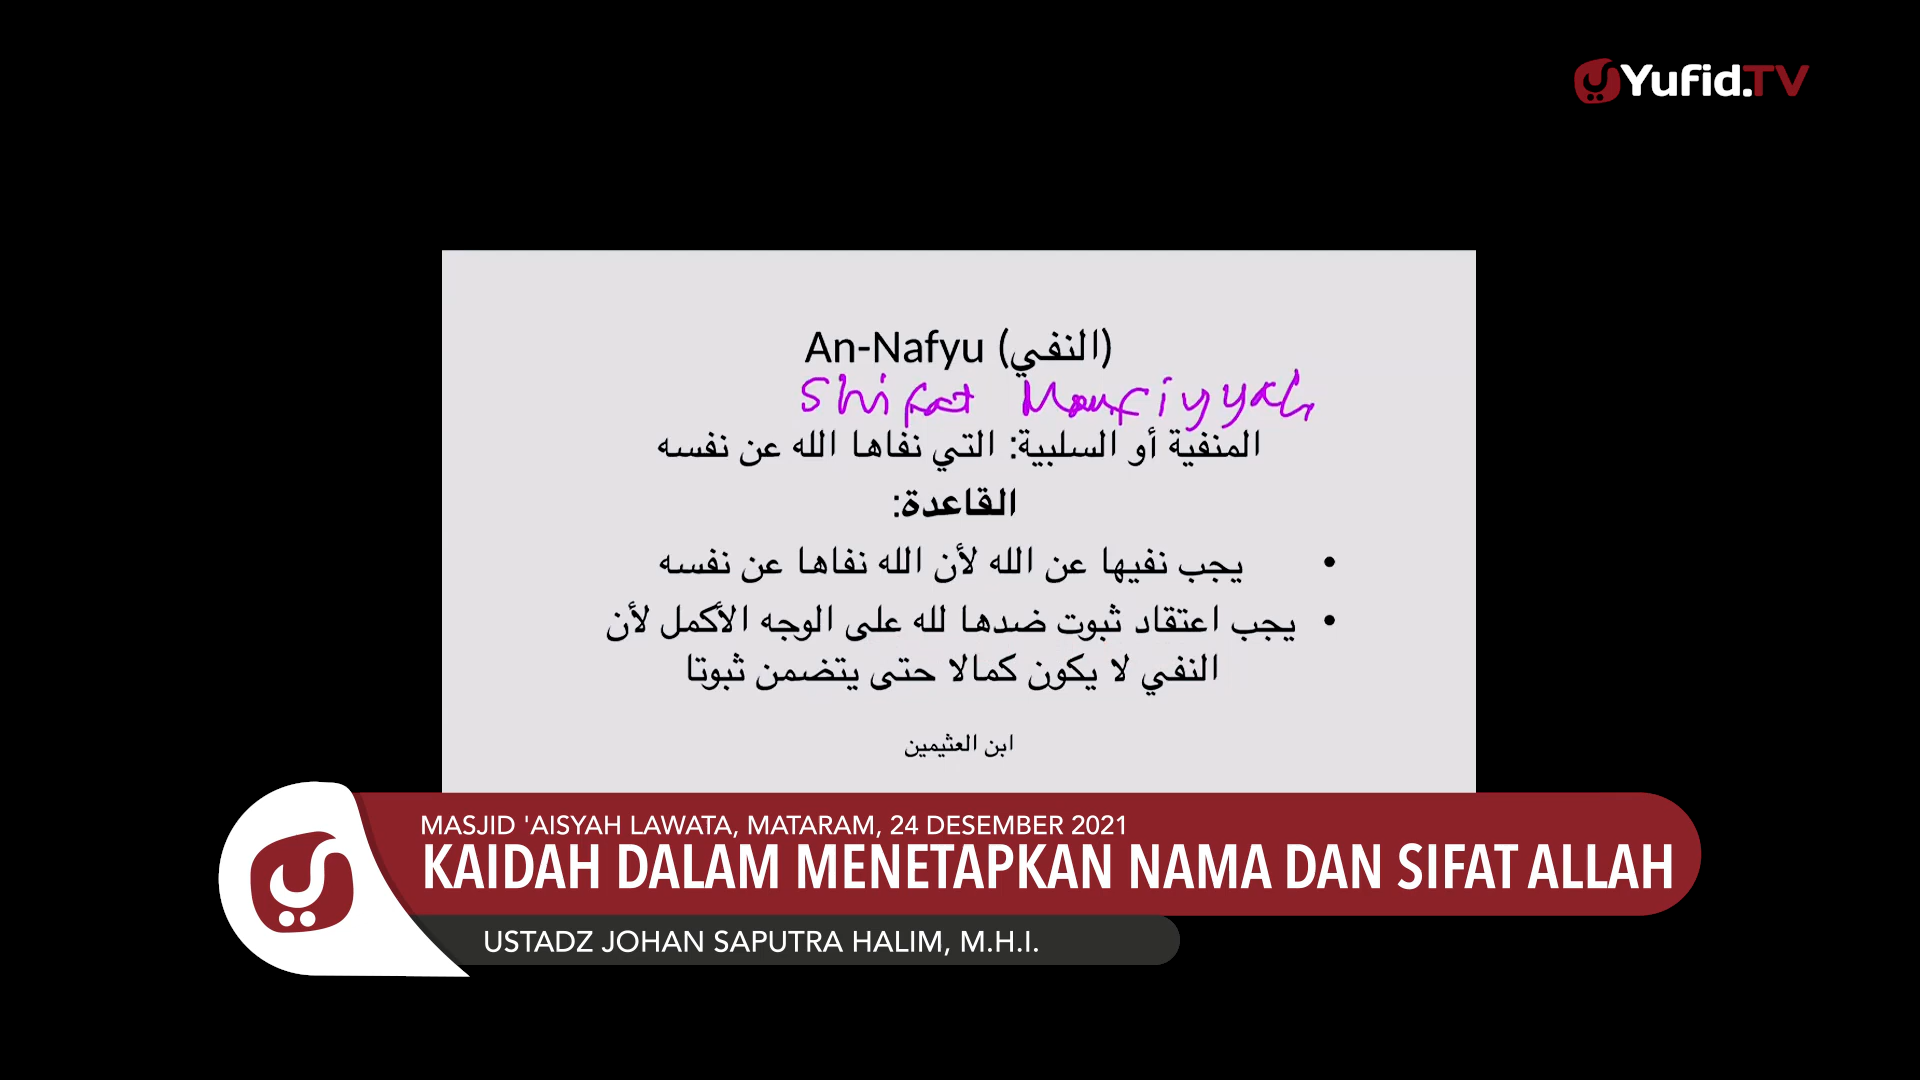 Yufid.TV
An-Nafyu (النفي)
Shifat Manfiyyah
المنفية أو السلبية: التي نفاها الله عن نفسه
القاعدة:
• يجب نفيها عن الله لأن الله نفاها عن نفسه
• يجب اعتقاد ثبوت ضدها لله على الوجه الأكمل لأن
النفي لا يكون كمالا حتى يتضمن ثبوتا
ابن العثيمين
MASJID 'AISYAH LAWATA, MATARAM, 24 DESEMBER 2021
KAIDAH DALAM MENETAPKAN NAMA DAN SIFAT ALLAH
USTADZ JOHAN SAPUTRA HALIM, M.H.I.